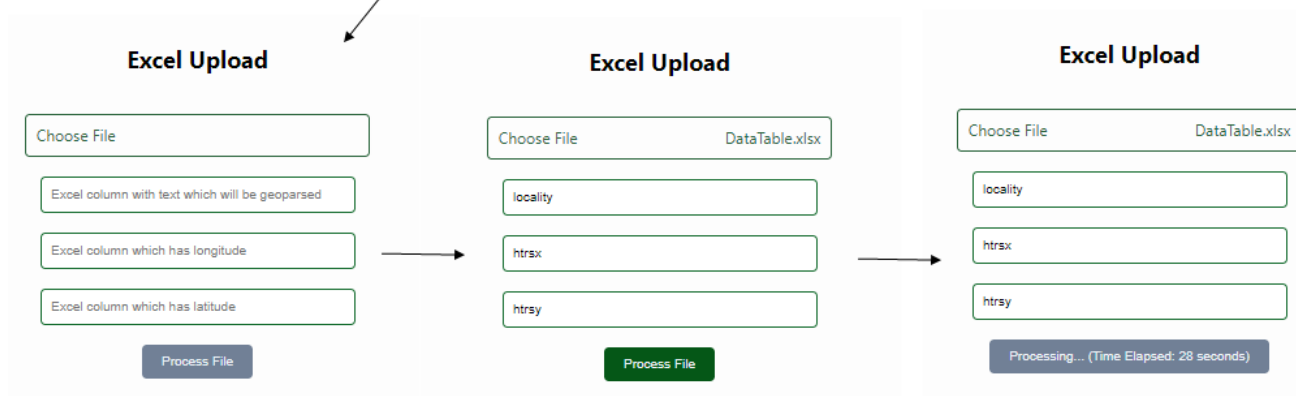 Excel Upload
Choose File
Excel column with text which will be geoparsed
Excel column which has longitude
Excel column which has latitude
Process File
Excel Upload
Choose File DataTable.xlsx
locality
htrsx
htrsy
Process File
Excel Upload
Choose File DataTable.xlsx
locality
htrsx
htrsy
Processing... (Time Elapsed: 28 seconds)